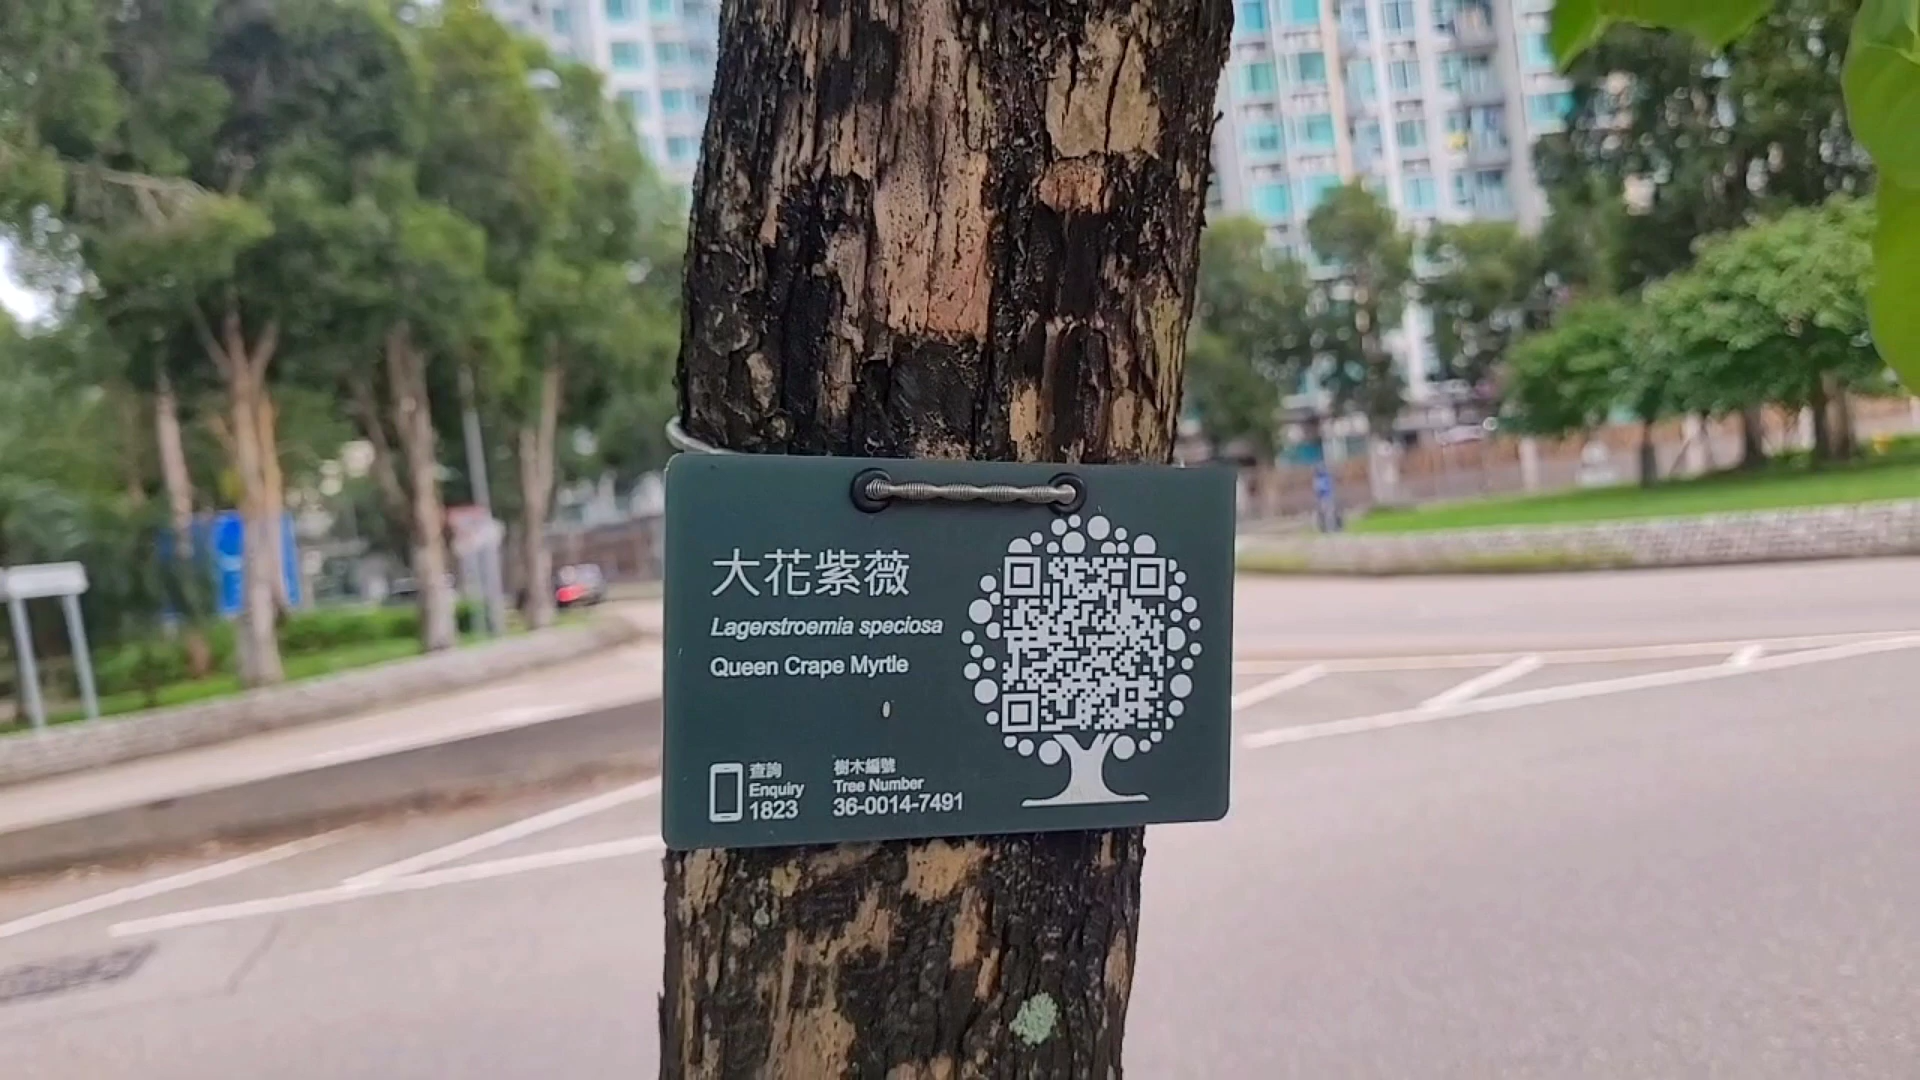 大花紫薇
Lagerstroemia speciosa
Queen Crape Myrtle
查詢
Enquiry
1823
樹木編號
Tree Number
36-0014-7491